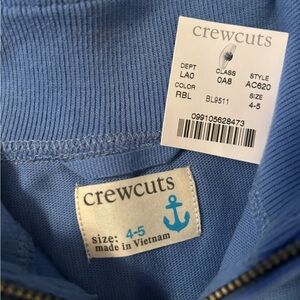 crewcuts
DEPT CLASS STYLE
LA0 0A8 AC620
COLOR SIZE
RBL BL9511 4-5
099105628473
crewcuts
size: 4-5
made in Vietnam